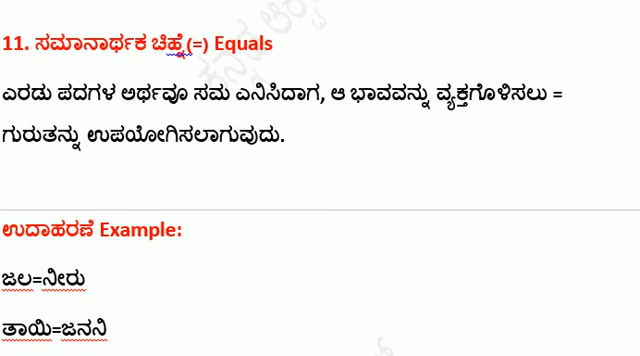 11. ಸಮಾನಾರ್ಥಕ ಚಿಹ್ನೆ(=) Equals
ಎರಡು ಪದಗಳ ಅರ್ಥವೂ ಸಮ ಎನಿಸಿದಾಗ, ಆ ಭಾವವನ್ನು ವ್ಯಕ್ತಗೊಳಿಸಲು =
ಗುರುತನ್ನು ಉಪಯೋಗಿಸಲಾಗುವುದು.
ಉದಾಹರಣೆ Example:
ಜಲ=ನೀರು
ತಾಯಿ=ಜನನಿ